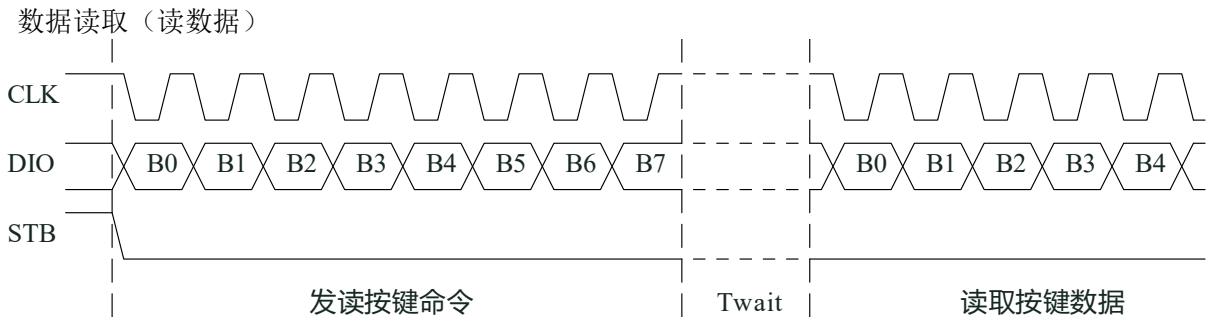 数据读取（读数据）
CLK
DIO B0 B1 B2 B3 B4 B5 B6 B7 B0 B1 B2 B3 B4
STB
发读按键命令 Twait 读取按键数据